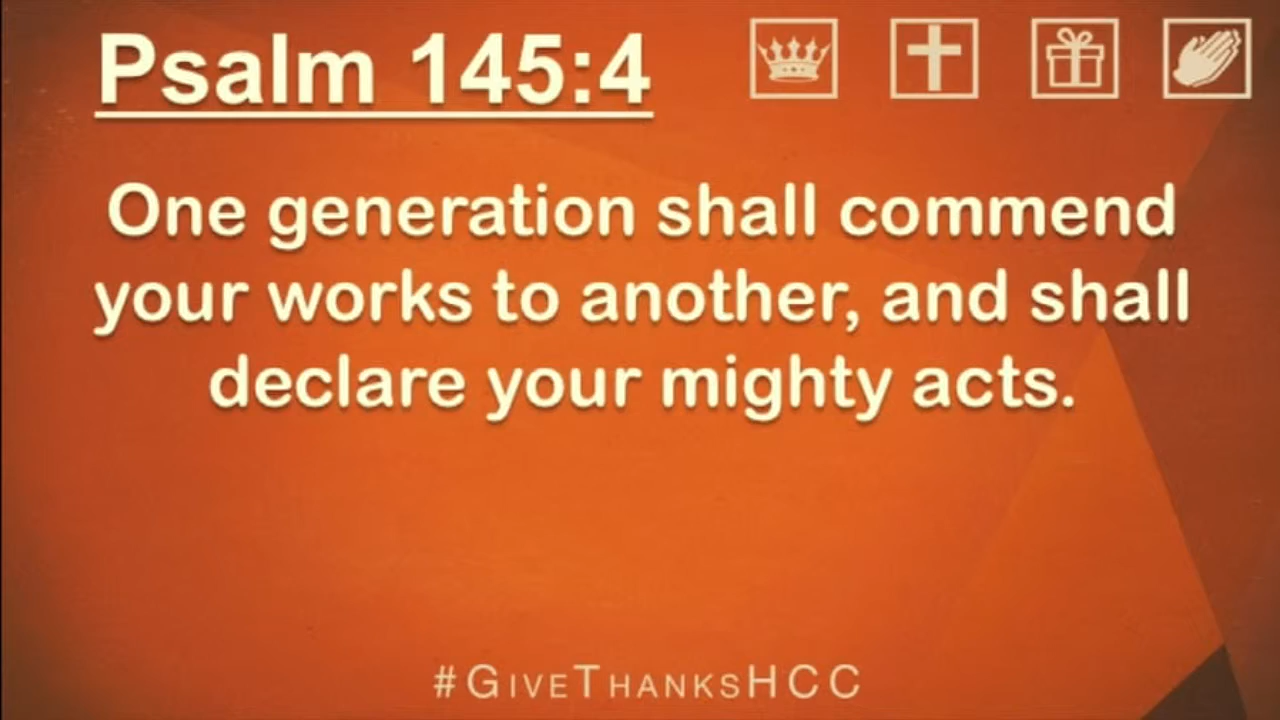 Psalm 145:4
One generation shall commend
your works to another, and shall
declare your mighty acts.
#GIVETHANKSHCC